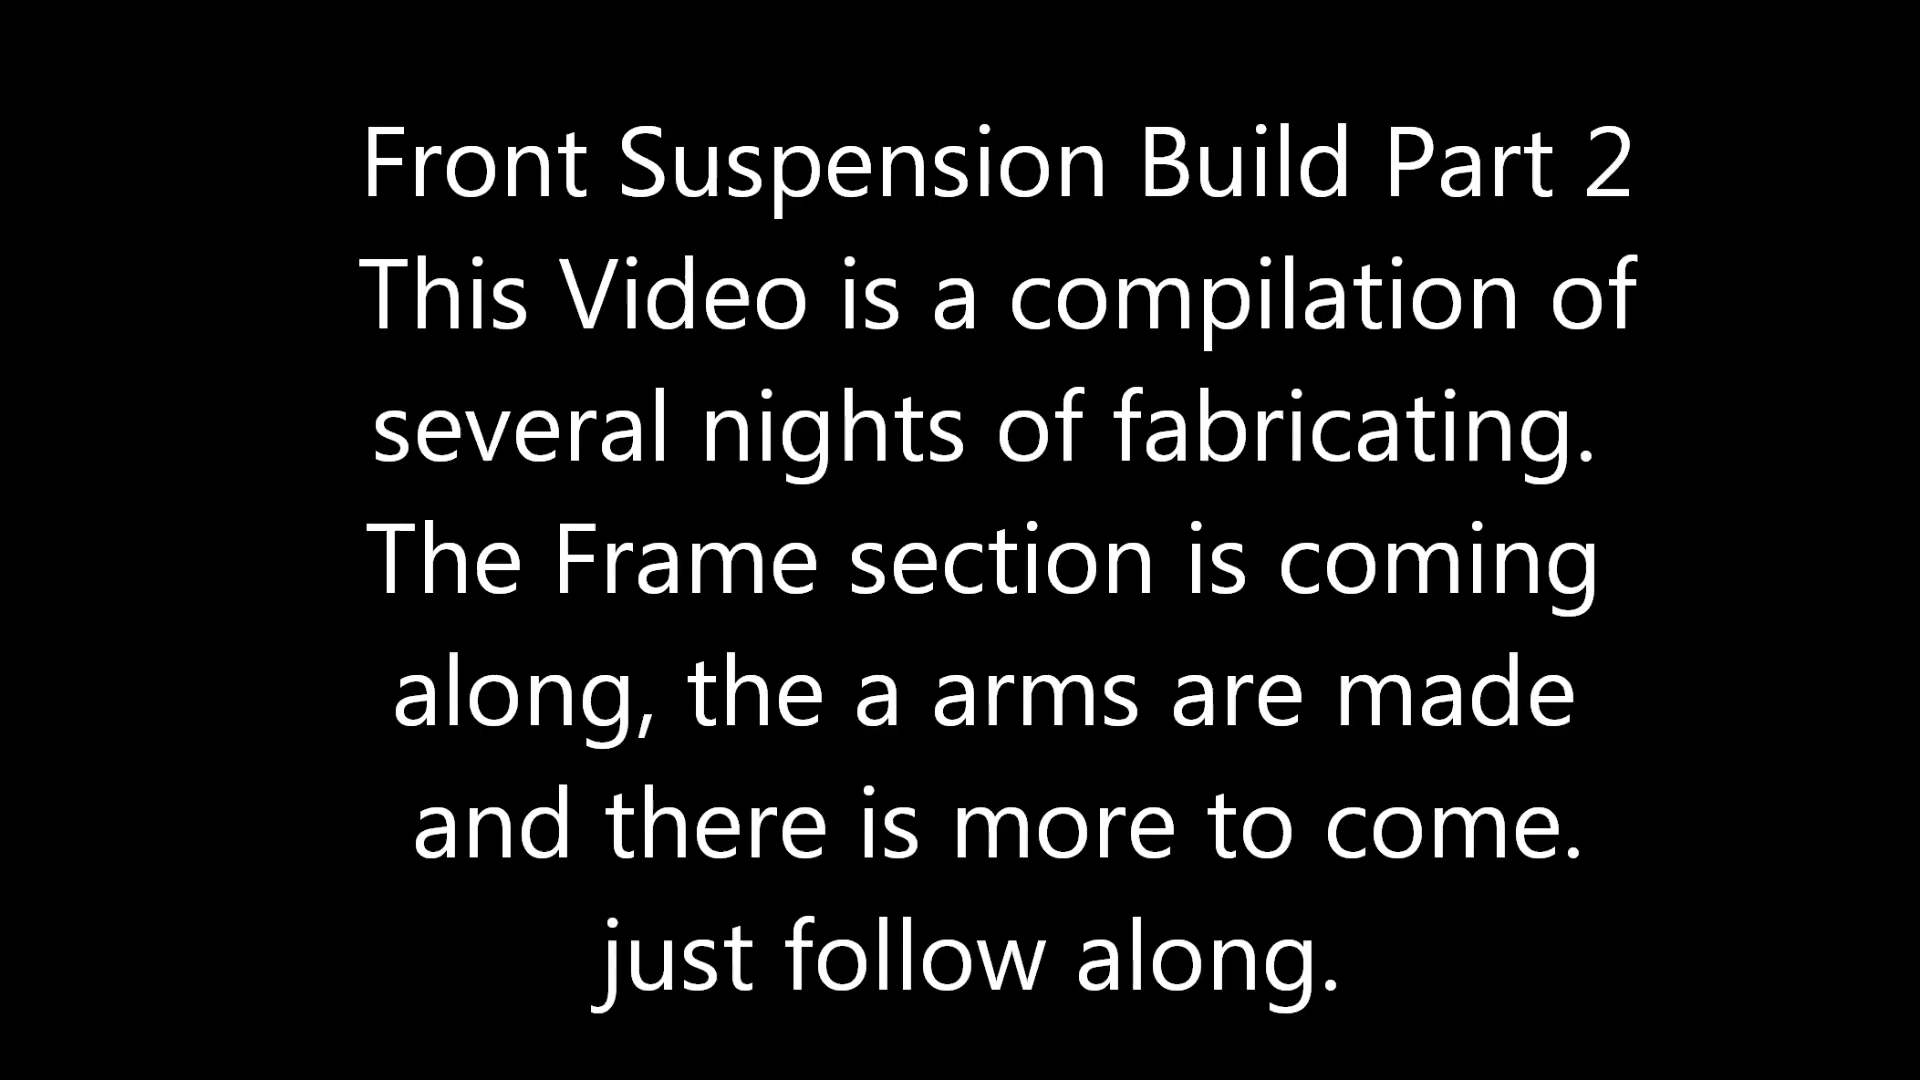 Front Suspension Build Part 2
This Video is a compilation of
several nights of fabricating.
The Frame section is coming
along, the a arms are made
and there is more to come.
just follow along.